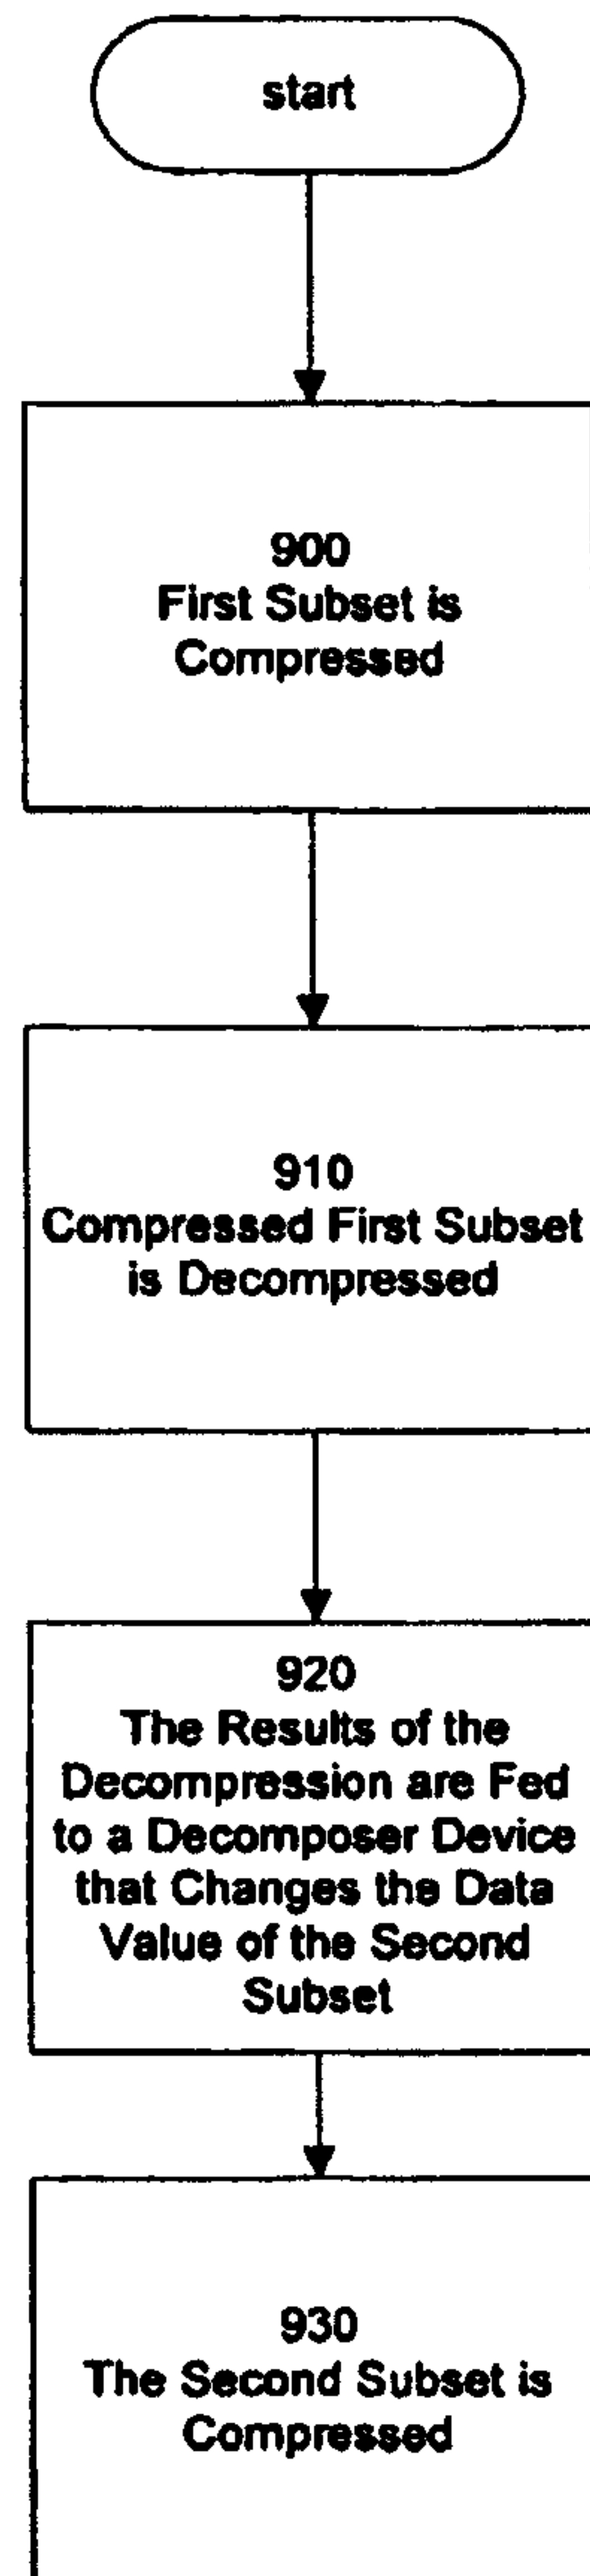 start
900
First Subset is
Compressed
910
Compressed First Subset
is Decompressed
920
The Results of the
Decompression are Fed
to a Decomposer Device
that Changes the Data
Value of the Second
Subset
930
The Second Subset is
Compressed